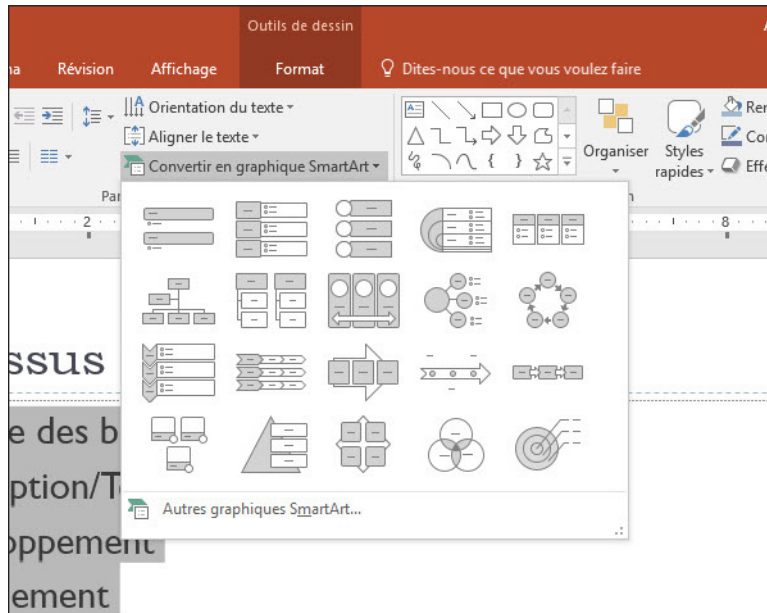 Outils de dessin
Révision Affichage Format Dites-nous ce que vous voulez faire
Orientation du texte
Aligner le texte
Convertir en graphique SmartArt
Organiser Styles
rapides
2 8
ssus
e des b
ption/T
oppement
ement
Autres graphiques SmartArt...